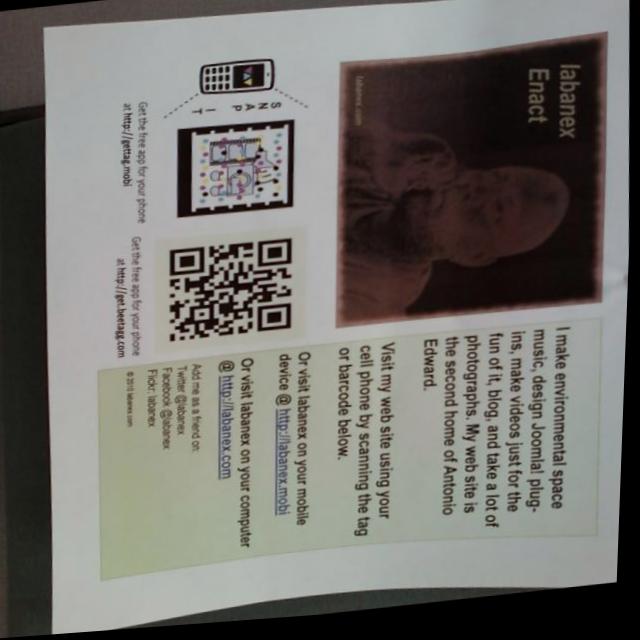 labanex
Enact
labanex.com
I make environmental space
music, design Joomla! plug-
ins, make videos just for the
fun of it, blog, and take a lot of
photographs. My web site is
the second home of Antonio
Edward.
Visit my web site using your
cell phone by scanning the tag
or barcode below.
SNAP IT
Get the free app for your phone
at http://gettag.mobi
Get the free app for your phone
at http://get.beetagg.com
Or visit labanex on your mobile
device @ http://labanex.mobi
Or visit labanex on your computer
@ http://labanex.com
Add me as a friend on:
Twitter @labanex
Facebook @labanex
Flickr: labanex